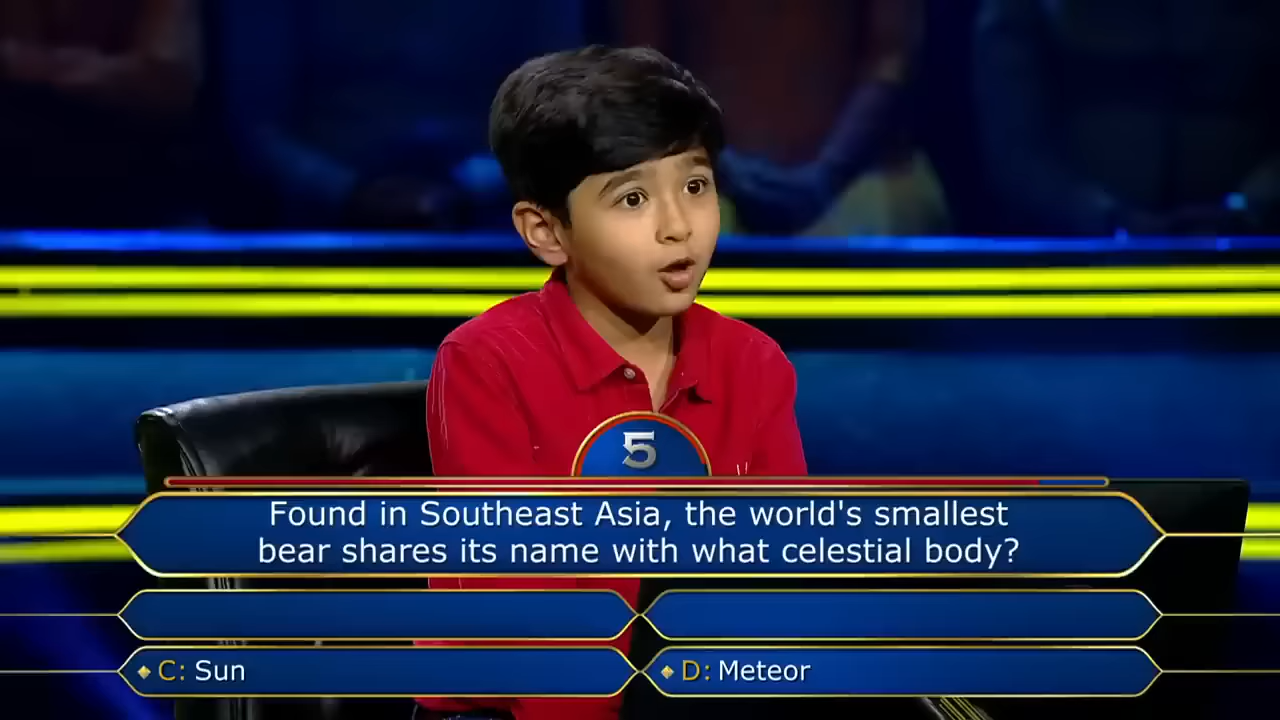 5
Found in Southeast Asia, the world's smallest
bear shares its name with what celestial body?
C: Sun
D: Meteor